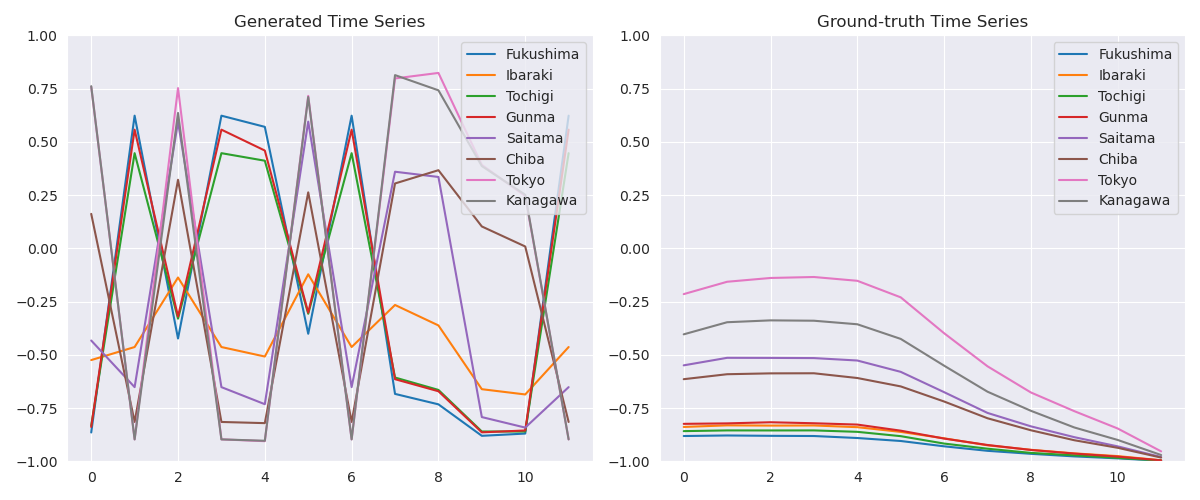 Generated Time Series
1.00
0.75
0.50
0.25
0.00
−0.25
−0.50
−0.75
−1.00
0
2
4
6
8
10
Fukushima
Ibaraki
Tochigi
Gunma
Saitama
Chiba
Tokyo
Kanagawa
Ground-truth Time Series
1.00
0.75
0.50
0.25
0.00
−0.25
−0.50
−0.75
−1.00
0
2
4
6
8
10
Fukushima
Ibaraki
Tochigi
Gunma
Saitama
Chiba
Tokyo
Kanagawa